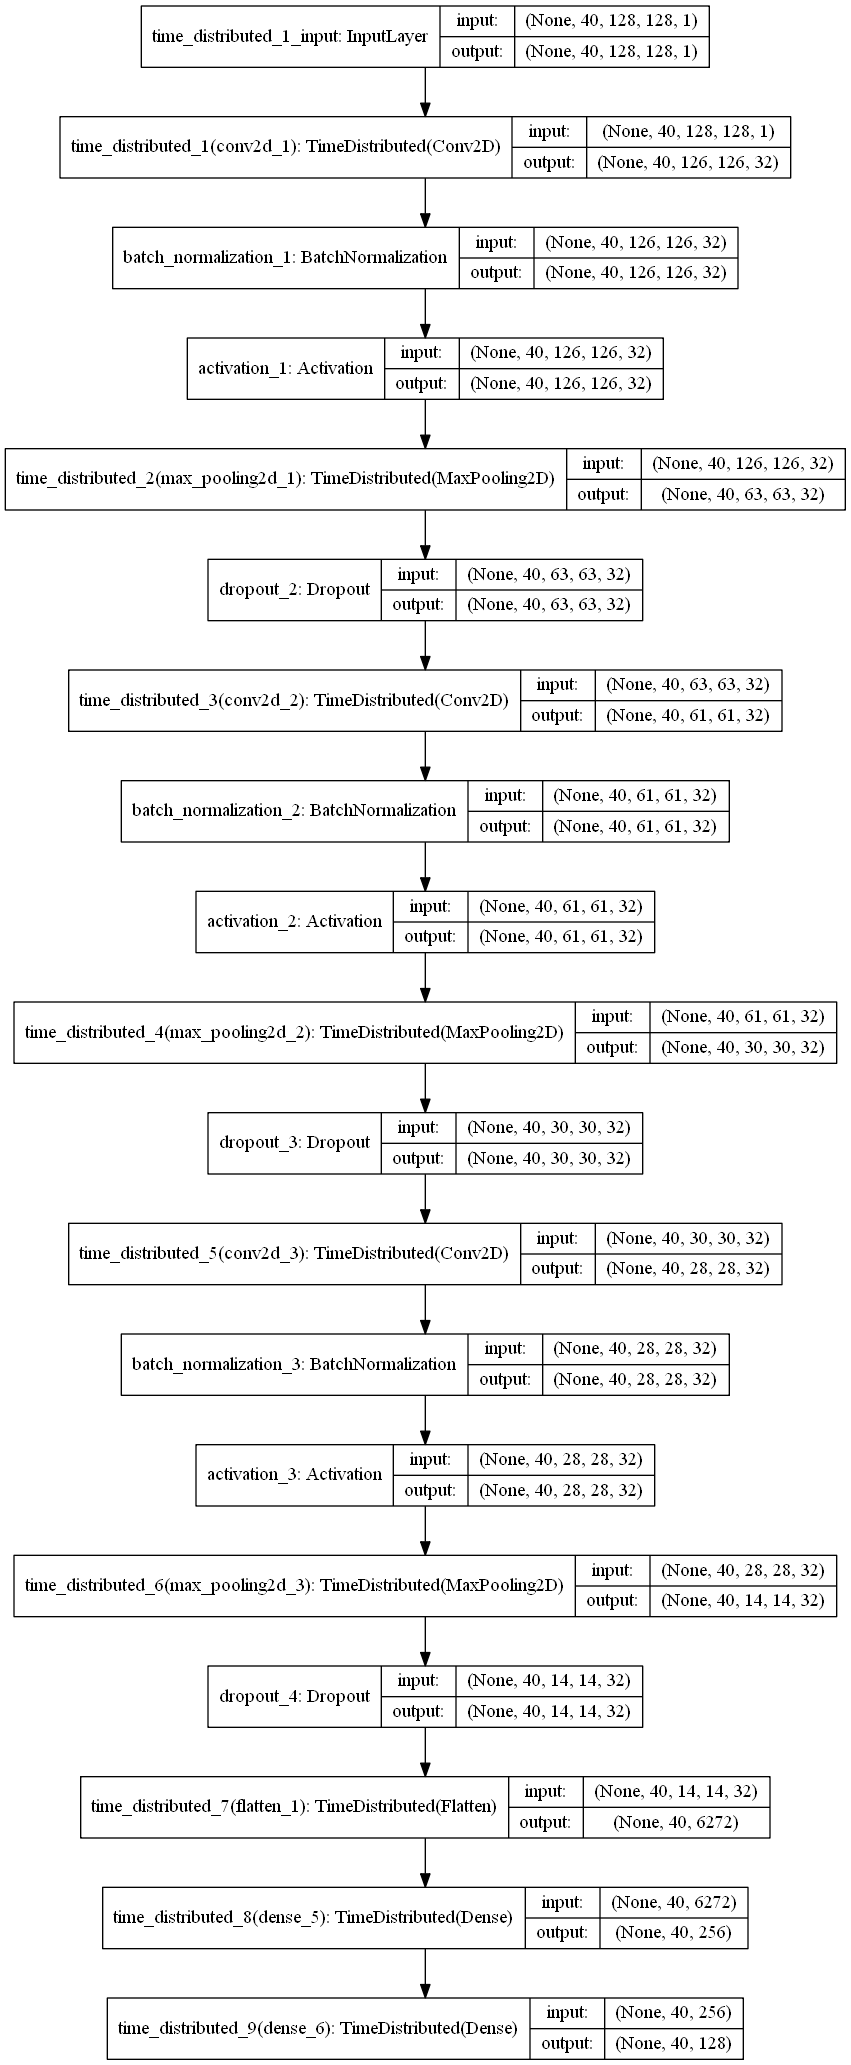 time_distributed_1_input: InputLayer
input: (None, 40, 128, 128, 1)
output: (None, 40, 128, 128, 1)
time_distributed_1(conv2d_1): TimeDistributed(Conv2D)
input: (None, 40, 128, 128, 1)
output: (None, 40, 126, 126, 32)
batch_normalization_1: BatchNormalization
input: (None, 40, 126, 126, 32)
output: (None, 40, 126, 126, 32)
activation_1: Activation
input: (None, 40, 126, 126, 32)
output: (None, 40, 126, 126, 32)
time_distributed_2(max_pooling2d_1): TimeDistributed(MaxPooling2D)
input: (None, 40, 126, 126, 32)
output: (None, 40, 63, 63, 32)
dropout_2: Dropout
input: (None, 40, 63, 63, 32)
output: (None, 40, 63, 63, 32)
time_distributed_3(conv2d_2): TimeDistributed(Conv2D)
input: (None, 40, 63, 63, 32)
output: (None, 40, 61, 61, 32)
batch_normalization_2: BatchNormalization
input: (None, 40, 61, 61, 32)
output: (None, 40, 61, 61, 32)
activation_2: Activation
input: (None, 40, 61, 61, 32)
output: (None, 40, 61, 61, 32)
time_distributed_4(max_pooling2d_2): TimeDistributed(MaxPooling2D)
input: (None, 40, 61, 61, 32)
output: (None, 40, 30, 30, 32)
dropout_3: Dropout
input: (None, 40, 30, 30, 32)
output: (None, 40, 30, 30, 32)
time_distributed_5(conv2d_3): TimeDistributed(Conv2D)
input: (None, 40, 30, 30, 32)
output: (None, 40, 28, 28, 32)
batch_normalization_3: BatchNormalization
input: (None, 40, 28, 28, 32)
output: (None, 40, 28, 28, 32)
activation_3: Activation
input: (None, 40, 28, 28, 32)
output: (None, 40, 28, 28, 32)
time_distributed_6(max_pooling2d_3): TimeDistributed(MaxPooling2D)
input: (None, 40, 28, 28, 32)
output: (None, 40, 14, 14, 32)
dropout_4: Dropout
input: (None, 40, 14, 14, 32)
output: (None, 40, 14, 14, 32)
time_distributed_7(flatten_1): TimeDistributed(Flatten)
input: (None, 40, 14, 14, 32)
output: (None, 40, 6272)
time_distributed_8(dense_5): TimeDistributed(Dense)
input: (None, 40, 6272)
output: (None, 40, 256)
time_distributed_9(dense_6): TimeDistributed(Dense)
input: (None, 40, 256)
output: (None, 40, 128)